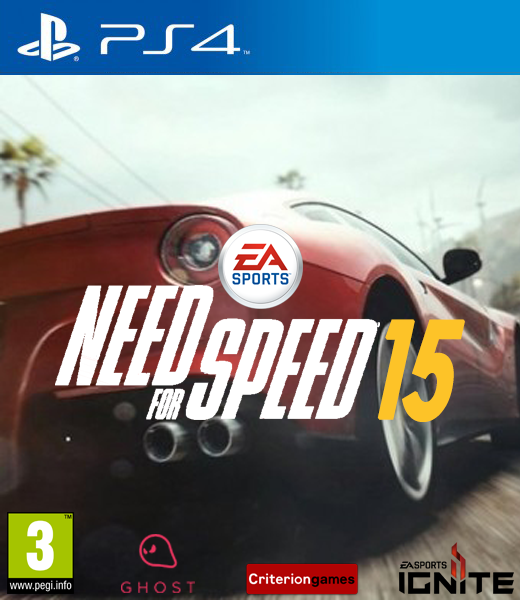 PS4
EA
SPORTS
NEED
FOR SPEED 15
3
www.pegi.info
GHOST
Criteriongames
EA SPORTS
IGNITE